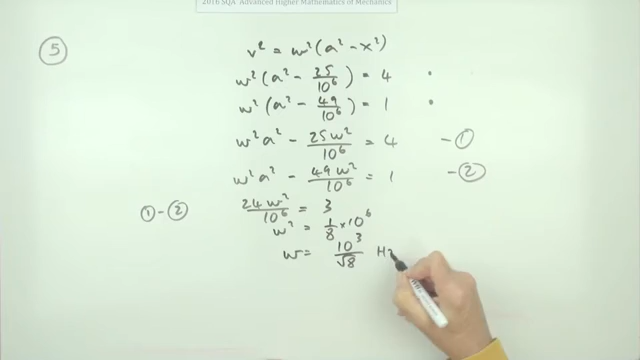 2016 SQA Advanced Higher Mathematics of Mechanics
5
v² = w²(a² - x²)
w²(a² - 25/10⁶) = 4
w²(a² - 49/10⁶) = 1
w²a² - 25w²/10⁶ = 4 - ①
w²a² - 49w²/10⁶ = 1 - ②
① - ② 24w²/10⁶ = 3
w² = 1/8 × 10⁶
w = 10³/√8 Hz